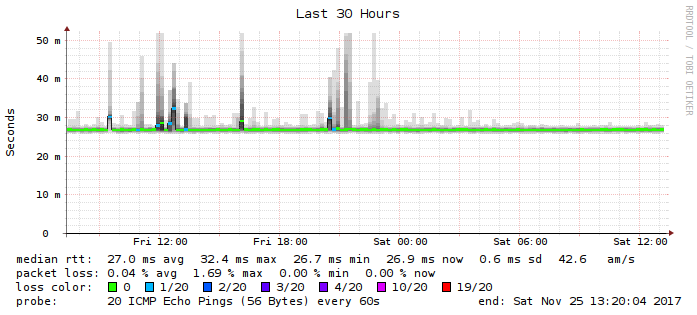 Last 30 Hours
RRDTOOL / TOBI OETIKER
Seconds
50 m
40 m
30 m
20 m
10 m
0
Fri 12:00 Fri 18:00 Sat 00:00 Sat 06:00 Sat 12:00
median rtt: 27.0 ms avg 32.4 ms max 26.7 ms min 26.9 ms now 0.6 ms sd 42.6 am/s
packet loss: 0.04 % avg 1.69 % max 0.00 % min 0.00 % now
loss color: 0 1/20 2/20 3/20 4/20 10/20 19/20
probe: 20 ICMP Echo Pings (56 Bytes) every 60s end: Sat Nov 25 13:20:04 2017